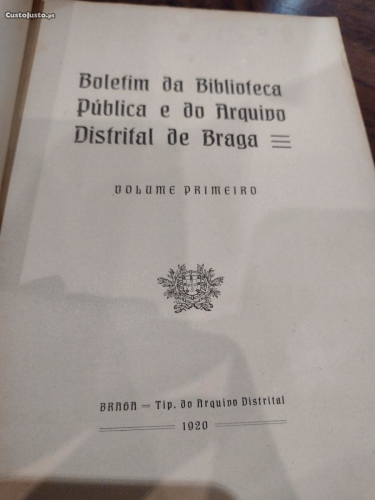 CustoJusto.pt
Boletim da Biblioteca
Pública e do Arquivo
Distrital de Braga
VOLUME PRIMEIRO
BRAGA — Tip. do Arquivo Distrital
1920